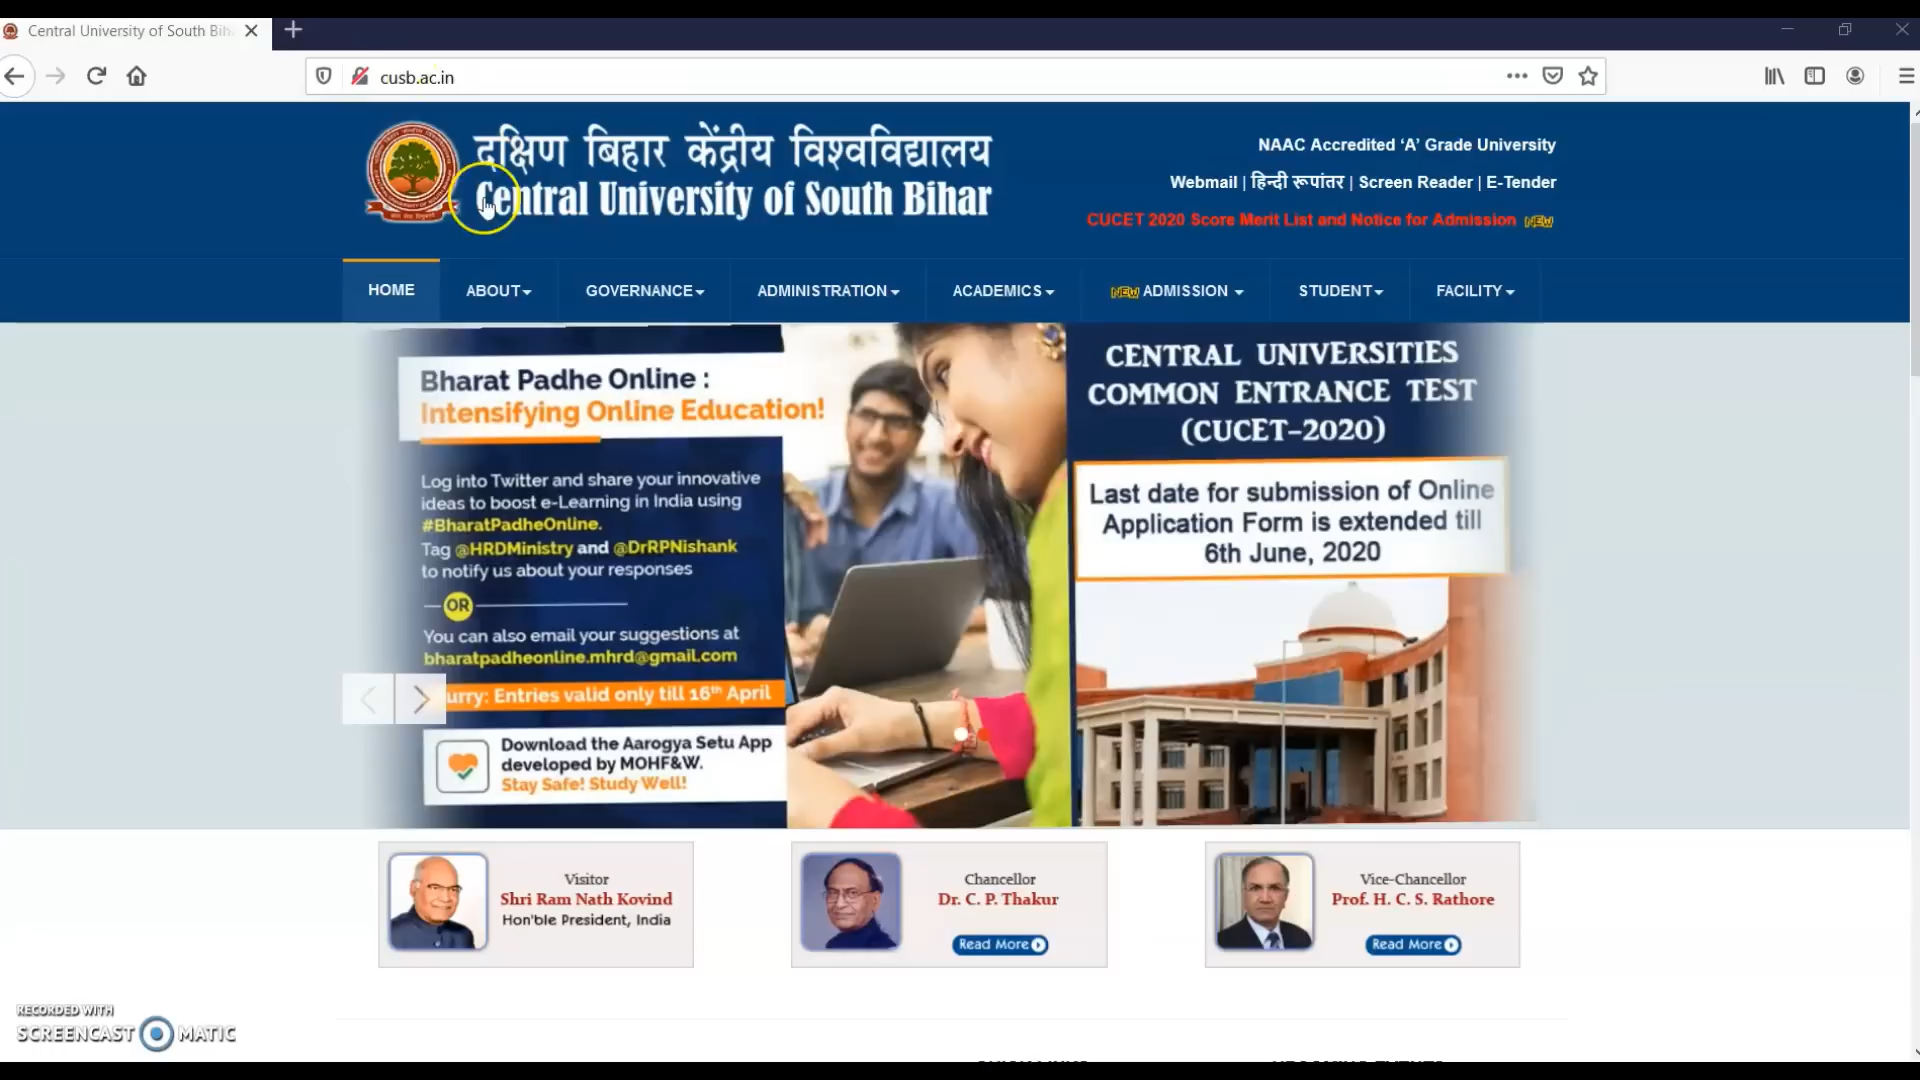 Central University of South Bih
cusb.ac.in
दक्षिण बिहार केंद्रीय विश्वविद्यालय
Central University of South Bihar
NAAC Accredited ‘A’ Grade University
Webmail | हिन्दी रूपांतर | Screen Reader | E-Tender
CUCET 2020 Score Merit List and Notice for Admission NEW
HOME ABOUT GOVERNANCE ADMINISTRATION ACADEMICS NEW ADMISSION STUDENT FACILITY
Bharat Padhe Online :
Intensifying Online Education!
Log into Twitter and share your innovative
ideas to boost e-Learning in India using
#BharatPadheOnline.
Tag @HRDMinistry and @DrRPNishank
to notify us about your responses
OR
You can also email your suggestions at
bharatpadheonline.mhrd@gmail.com
urry: Entries valid only till 16th April
Download the Aarogya Setu App
developed by MOHF&W.
Stay Safe! Study Well!
CENTRAL UNIVERSITIES
COMMON ENTRANCE TEST
(CUCET-2020)
Last date for submission of Online
Application Form is extended till
6th June, 2020
Visitor
Shri Ram Nath Kovind
Hon'ble President, India
Chancellor
Dr. C. P. Thakur
Read More
Vice-Chancellor
Prof. H. C. S. Rathore
Read More
RECORDED WITH
SCREENCAST MATIC